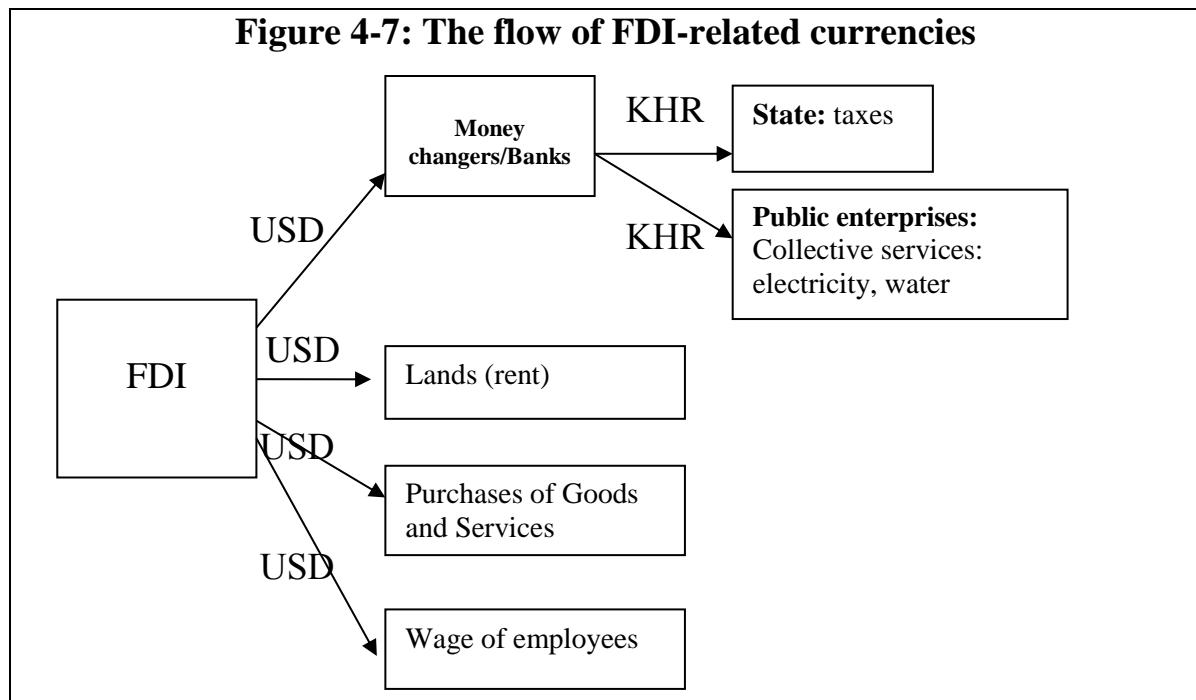 Figure 4-7: The flow of FDI-related currencies
Money
changers/Banks
KHR
State: taxes
KHR
Public enterprises:
Collective services:
electricity, water
USD
FDI
USD
Lands (rent)
USD
Purchases of Goods
and Services
USD
Wage of employees